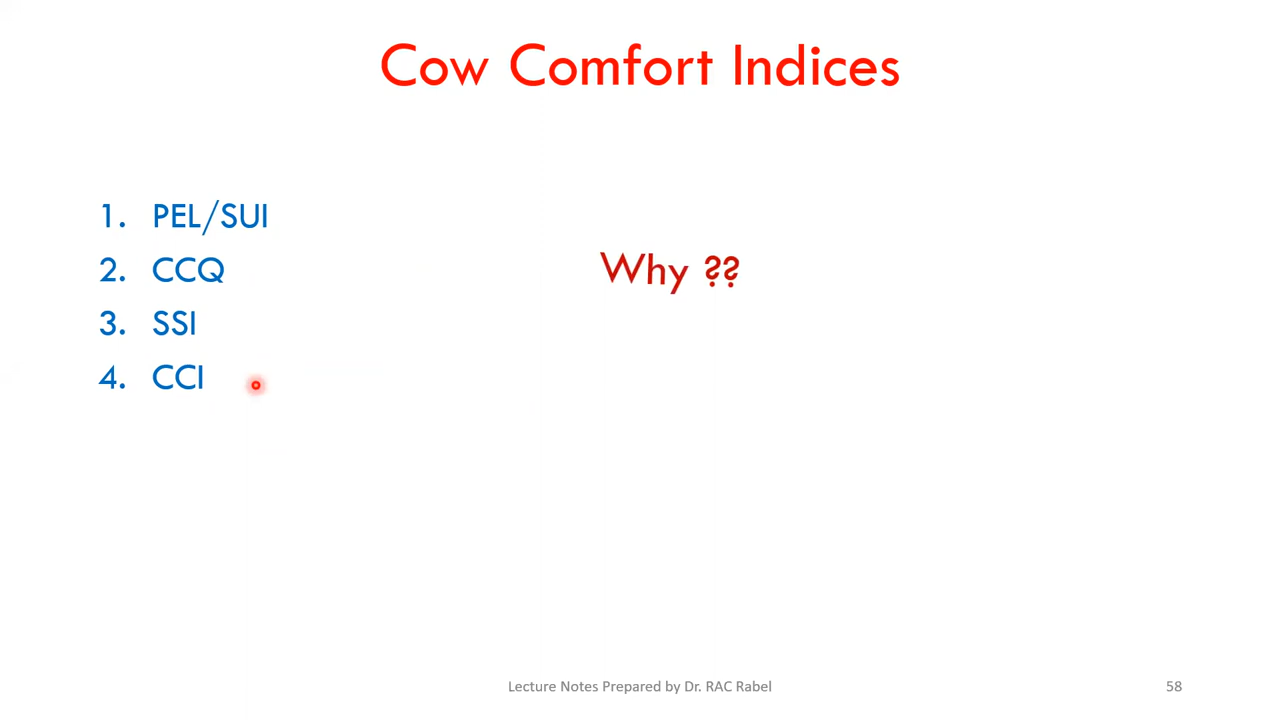 Cow Comfort Indices
1. PEL/SUI
2. CCQ
3. SSI
4. CCI
Why ??
Lecture Notes Prepared by Dr. RAC Rabel
58